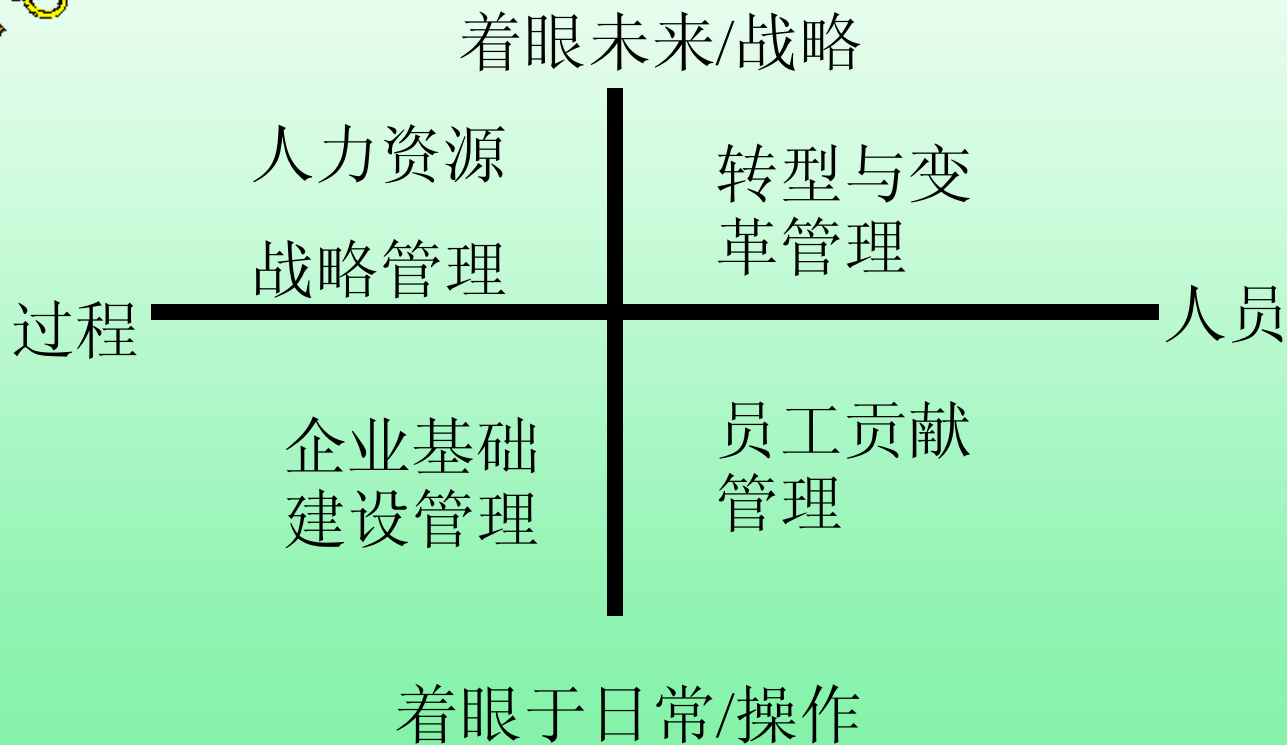 着眼未来/战略
人力资源
战略管理
转型与变
革管理
过程
人员
企业基础
建设管理
员工贡献
管理
着眼于日常/操作